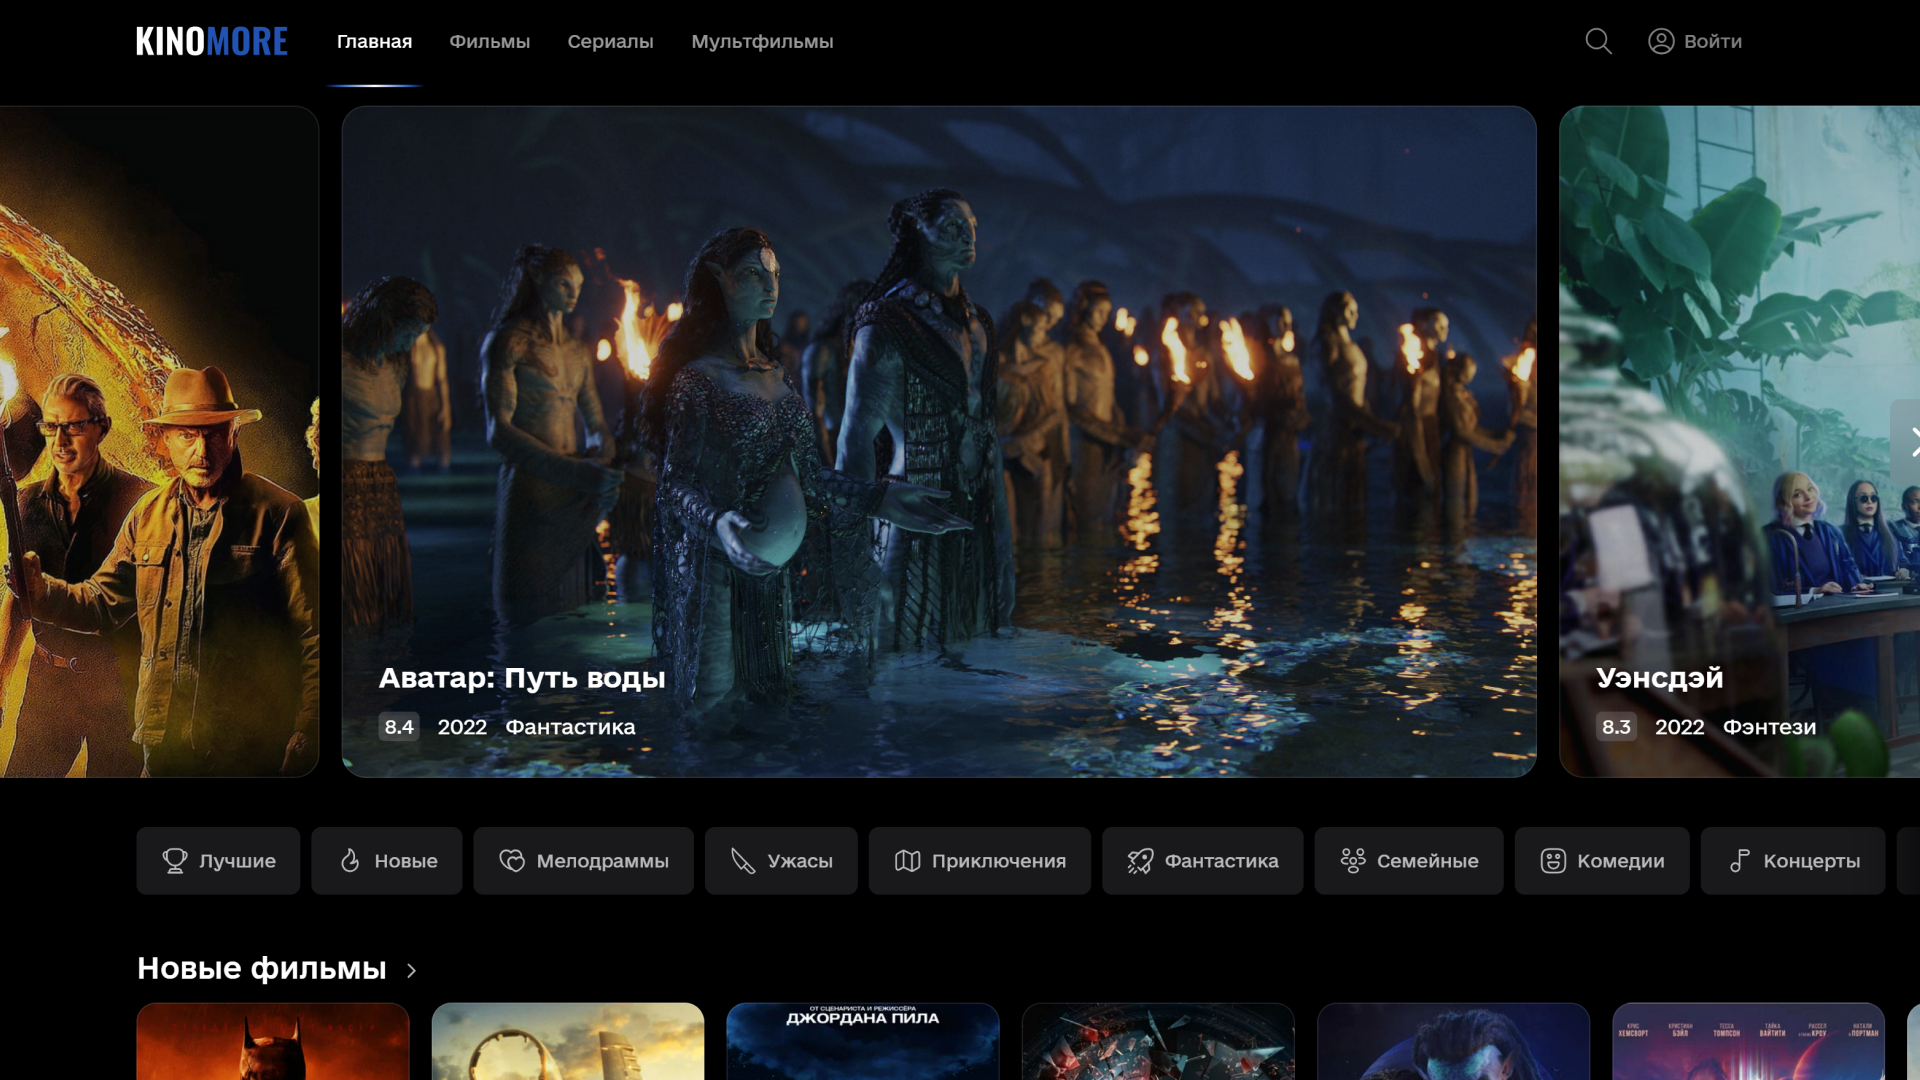 KINOMORE
Главная
Фильмы
Сериалы
Мультфильмы
Войти
Аватар: Путь воды
8.4 2022 Фантастика
Уэнсдэй
8.3 2022 Фэнтези
Лучшие
Новые
Мелодраммы
Ужасы
Приключения
Фантастика
Семейные
Комедии
Концерты
Новые фильмы
ОТ СЦЕНАРИСТА И РЕЖИССЁРА
ДЖОРДАНА ПИЛА
КРИС ХЕМСВОРТ
КРИСТИАН БЭЙЛ
ТЕССА ТОМПСОН
ТАЙКА ВАЙТИТИ
РАССЕЛ КРОУ
НАТАЛИ ПОРТМАН